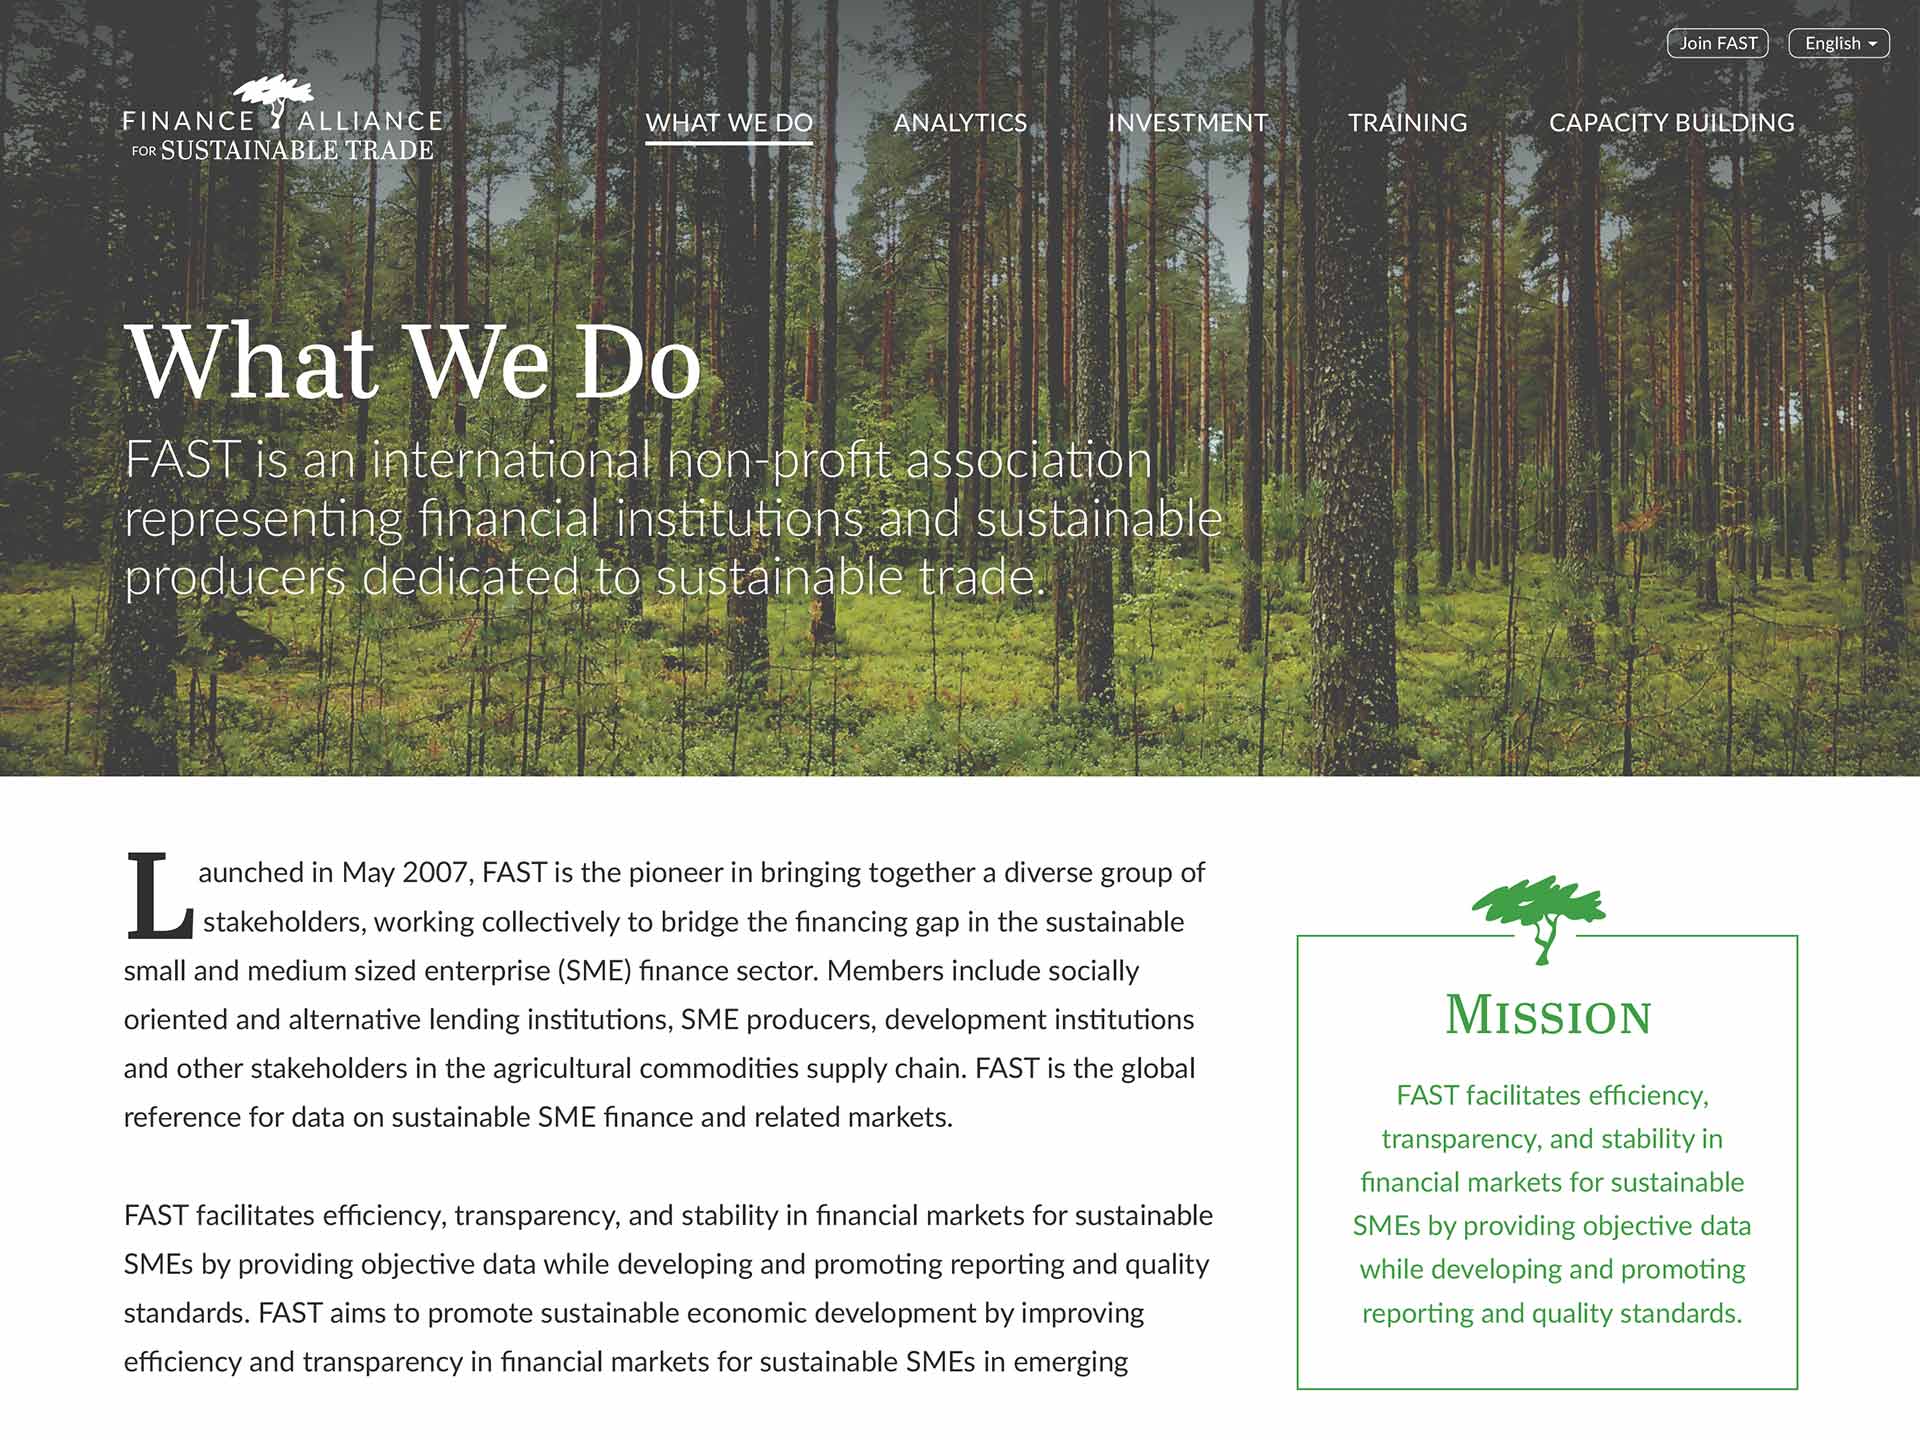 Join FAST
English
FINANCE ALLIANCE
FOR SUSTAINABLE TRADE
WHAT WE DO
ANALYTICS
INVESTMENT
TRAINING
CAPACITY BUILDING
What We Do
FAST is an international non-profit association
representing financial institutions and sustainable
producers dedicated to sustainable trade.
Launched in May 2007, FAST is the pioneer in bringing together a diverse group of
stakeholders, working collectively to bridge the financing gap in the sustainable
small and medium sized enterprise (SME) finance sector. Members include socially
oriented and alternative lending institutions, SME producers, development institutions
and other stakeholders in the agricultural commodities supply chain. FAST is the global
reference for data on sustainable SME finance and related markets.
FAST facilitates efficiency, transparency, and stability in financial markets for sustainable
SMEs by providing objective data while developing and promoting reporting and quality
standards. FAST aims to promote sustainable economic development by improving
efficiency and transparency in financial markets for sustainable SMEs in emerging
MISSION
FAST facilitates efficiency,
transparency, and stability in
financial markets for sustainable
SMEs by providing objective data
while developing and promoting
reporting and quality standards.